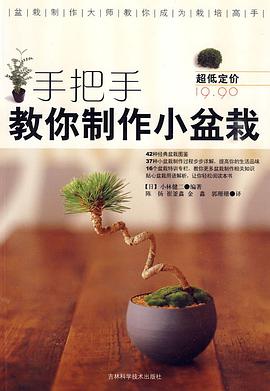 盆栽制作大师教你成为栽培高手
手把手
超低定价
19.90
教你制作小盆栽
42种经典盆栽图鉴
37种小盆栽制作过程步步详解，提高你的生活品味
16个盆栽特训专栏，教你更多盆栽制作相关知识
贴心盆栽用语解析，让你轻松阅读本书
【日】小林健二●编著
陈 扬 崔雯鑫 金 鑫 郭珊珊●译
吉林科学技术出版社